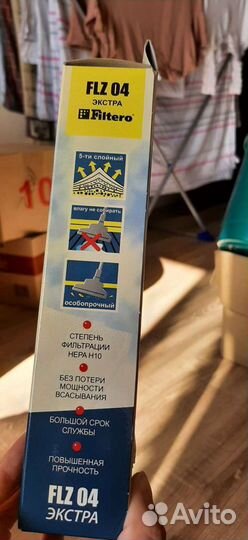 FLZ 04
ЭКСТРА
Filtero
5-ти слойный
влагу не собирать
особопрочный
СТЕПЕНЬ
ФИЛЬТРАЦИИ
HEPA H10
БЕЗ ПОТЕРИ
МОЩНОСТИ
ВСАСЫВАНИЯ
БОЛЬШОЙ СРОК
СЛУЖБЫ
ПОВЫШЕННАЯ
ПРОЧНОСТЬ
FLZ 04
ЭКСТРА
Avito